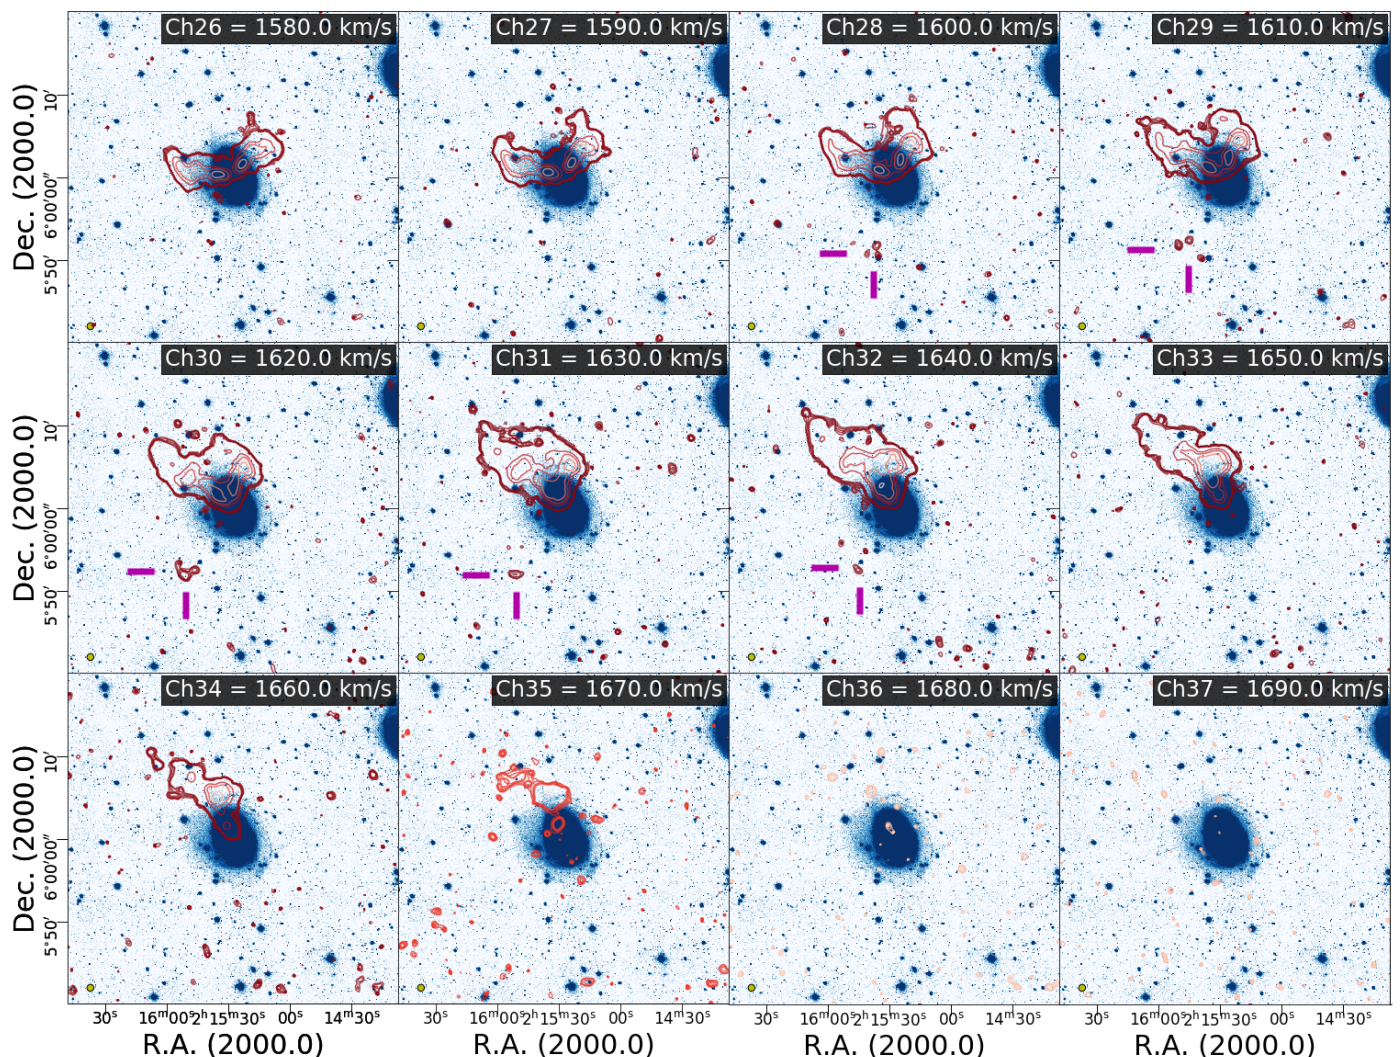 Ch26 = 1580.0 km/s
Ch27 = 1590.0 km/s
Ch28 = 1600.0 km/s
Ch29 = 1610.0 km/s
Dec. (2000.0)
10'
6°00'00"
5°50'
Ch30 = 1620.0 km/s
Ch31 = 1630.0 km/s
Ch32 = 1640.0 km/s
Ch33 = 1650.0 km/s
Dec. (2000.0)
10'
6°00'00"
5°50'
Ch34 = 1660.0 km/s
Ch35 = 1670.0 km/s
Ch36 = 1680.0 km/s
Ch37 = 1690.0 km/s
Dec. (2000.0)
10'
6°00'00"
5°50'
30ˢ 16ᵐ00ˢ 2ʰ15ᵐ30ˢ 00ˢ 14ᵐ30ˢ
30ˢ 16ᵐ00ˢ 2ʰ15ᵐ30ˢ 00ˢ 14ᵐ30ˢ
30ˢ 16ᵐ00ˢ 2ʰ15ᵐ30ˢ 00ˢ 14ᵐ30ˢ
30ˢ 16ᵐ00ˢ 2ʰ15ᵐ30ˢ 00ˢ 14ᵐ30ˢ
R.A. (2000.0)
R.A. (2000.0)
R.A. (2000.0)
R.A. (2000.0)